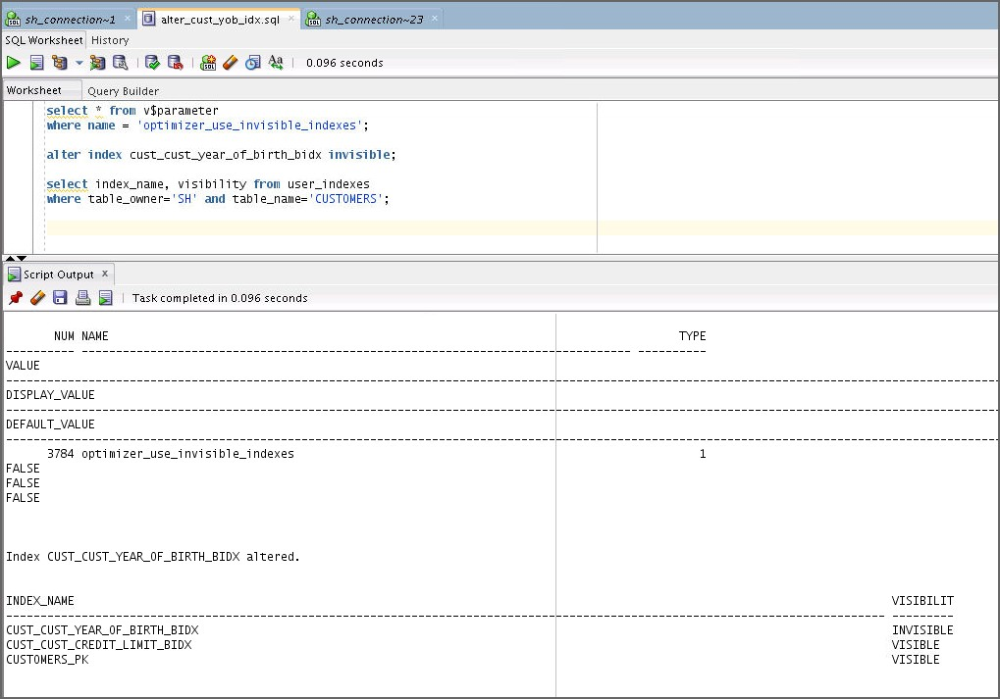 sh_connection~1 alter_cust_yob_idx.sql sh_connection~23
SQL Worksheet History
0.096 seconds
Worksheet Query Builder
select * from v$parameter
where name = 'optimizer_use_invisible_indexes';
alter index cust_cust_year_of_birth_bidx invisible;
select index_name, visibility from user_indexes
where table_owner='SH' and table_name='CUSTOMERS';
Script Output
Task completed in 0.096 seconds
NUM NAME TYPE
VALUE
DISPLAY_VALUE
DEFAULT_VALUE
3784 optimizer_use_invisible_indexes 1
FALSE
FALSE
FALSE
Index CUST_CUST_YEAR_OF_BIRTH_BIDX altered.
INDEX_NAME VISIBILIT
CUST_CUST_YEAR_OF_BIRTH_BIDX INVISIBLE
CUST_CUST_CREDIT_LIMIT_BIDX VISIBLE
CUSTOMERS_PK VISIBLE